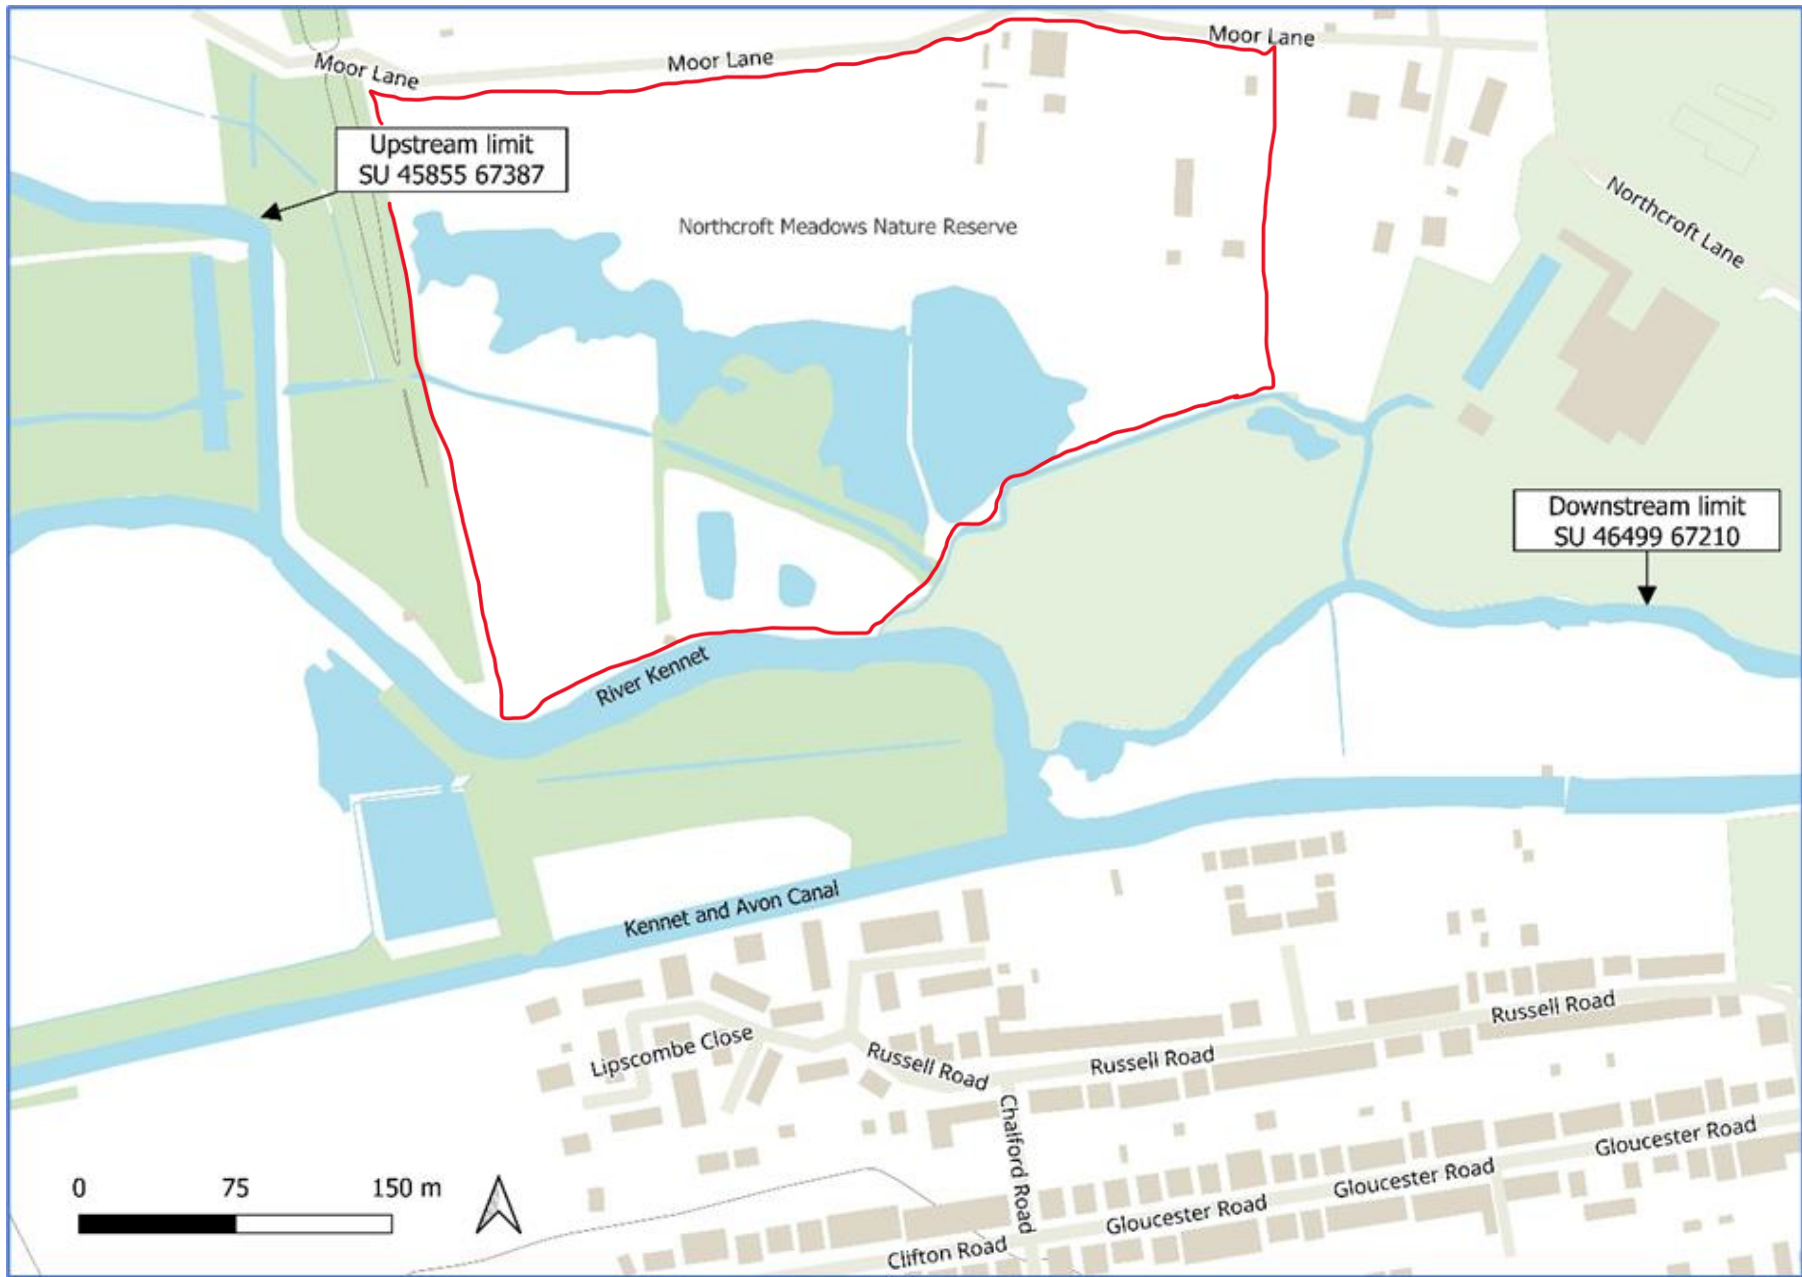 Moor Lane
Moor Lane
Moor Lane
Upstream limit
SU 45855 67387
Northcroft Lane
Northcroft Meadows Nature Reserve
Downstream limit
SU 46499 67210
River Kennet
Kennet and Avon Canal
Lipscombe Close
Russell Road
Russell Road
Russell Road
Chalford Road
Gloucester Road
Gloucester Road
Gloucester Road
Clifton Road
0 75 150 m